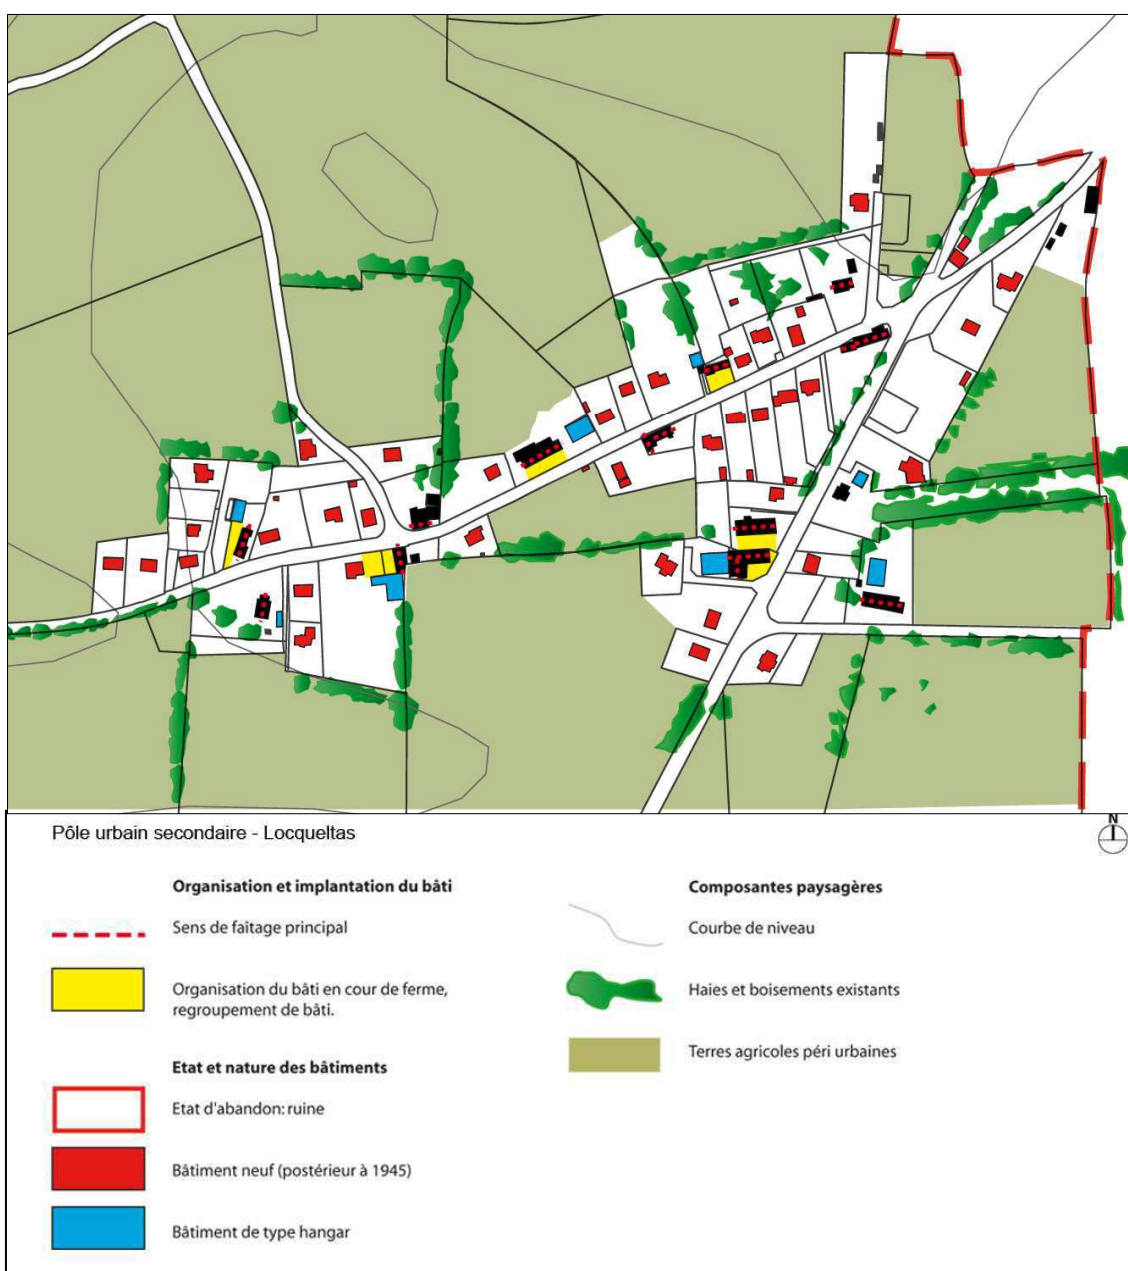 Pôle urbain secondaire - Locqueltas
N
Organisation et implantation du bâti
Sens de faîtage principal
Organisation du bâti en cour de ferme,
regroupement de bâti.
Etat et nature des bâtiments
Etat d'abandon: ruine
Bâtiment neuf (postérieur à 1945)
Bâtiment de type hangar
Composantes paysagères
Courbe de niveau
Haies et boisements existants
Terres agricoles péri urbaines